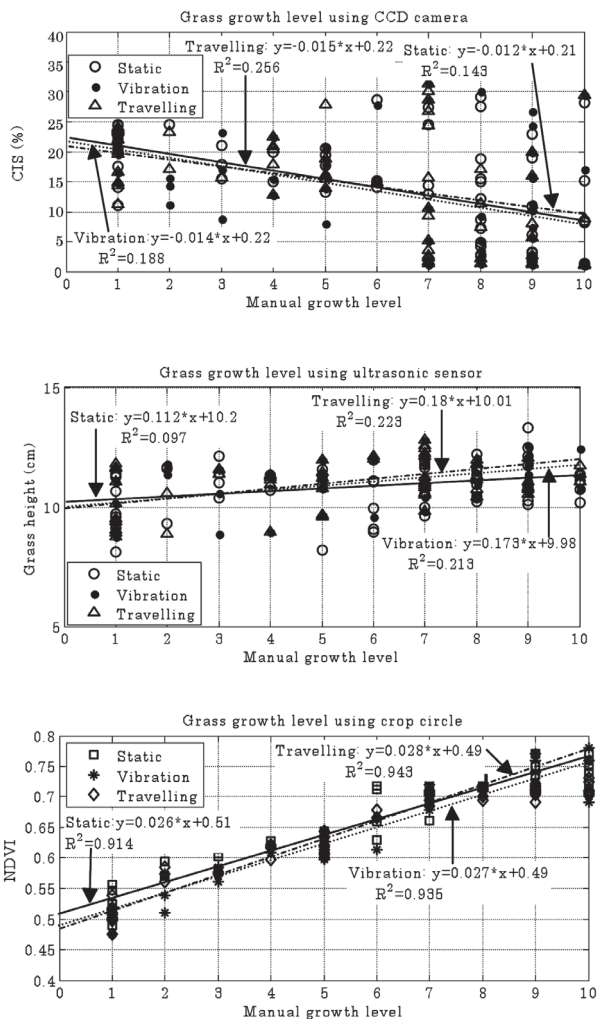 Grass growth level using CCD camera
40
35
30
25
20
15
10
5
0
CIS (%)
Static
Vibration
Travelling
Travelling: y=-0.015*x+0.22
R²=0.256
Static: y=-0.012*x+0.21
R²=0.143
Vibration:y=-0.014*x+0.22
R²=0.188
0 1 2 3 4 5 6 7 8 9 10
Manual growth level
Grass growth level using ultrasonic sensor
15
10
5
Grass height (cm)
Static: y=0.112*x+10.2
R²=0.097
Travelling: y=0.18*x+10.01
R²=0.223
Vibration: y=0.173*x+9.98
R²=0.213
Static
Vibration
Travelling
0 1 2 3 4 5 6 7 8 9 10
Manual growth level
Grass growth level using crop circle
0.8
0.75
0.7
0.65
0.6
0.55
0.5
0.45
0.4
NDVI
Static
Vibration
Travelling
Travelling: y=0.028*x+0.49
R²=0.943
Static:y=0.026*x+0.51
R²=0.914
Vibration: y=0.027*x+0.49
R²=0.935
0 1 2 3 4 5 6 7 8 9 10
Manual growth level